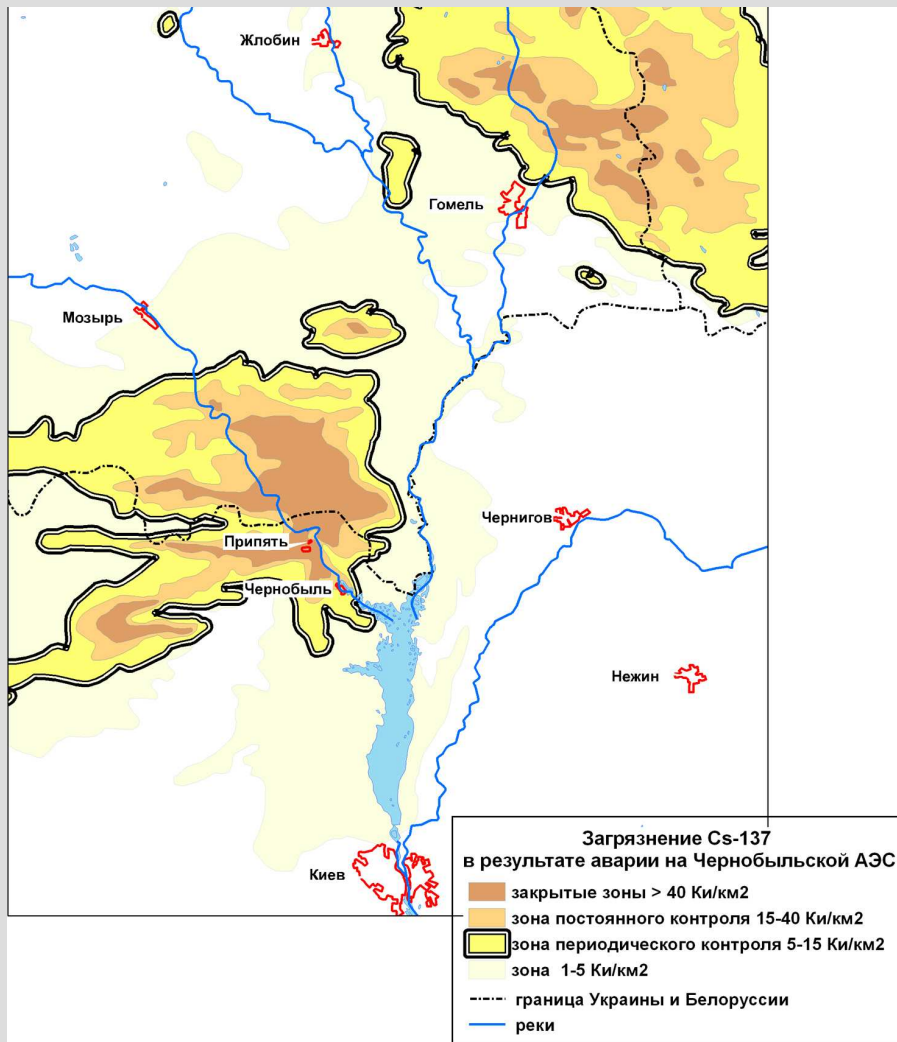 Жлобин
Гомель
Мозырь
Чернигов
Припять
Чернобыль
Нежин
Киев
Загрязнение Cs-137
в результате аварии на Чернобыльской АЭС
закрытые зоны > 40 Ки/км2
зона постоянного контроля 15-40 Ки/км2
зона периодического контроля 5-15 Ки/км2
зона 1-5 Ки/км2
граница Украины и Белоруссии
реки